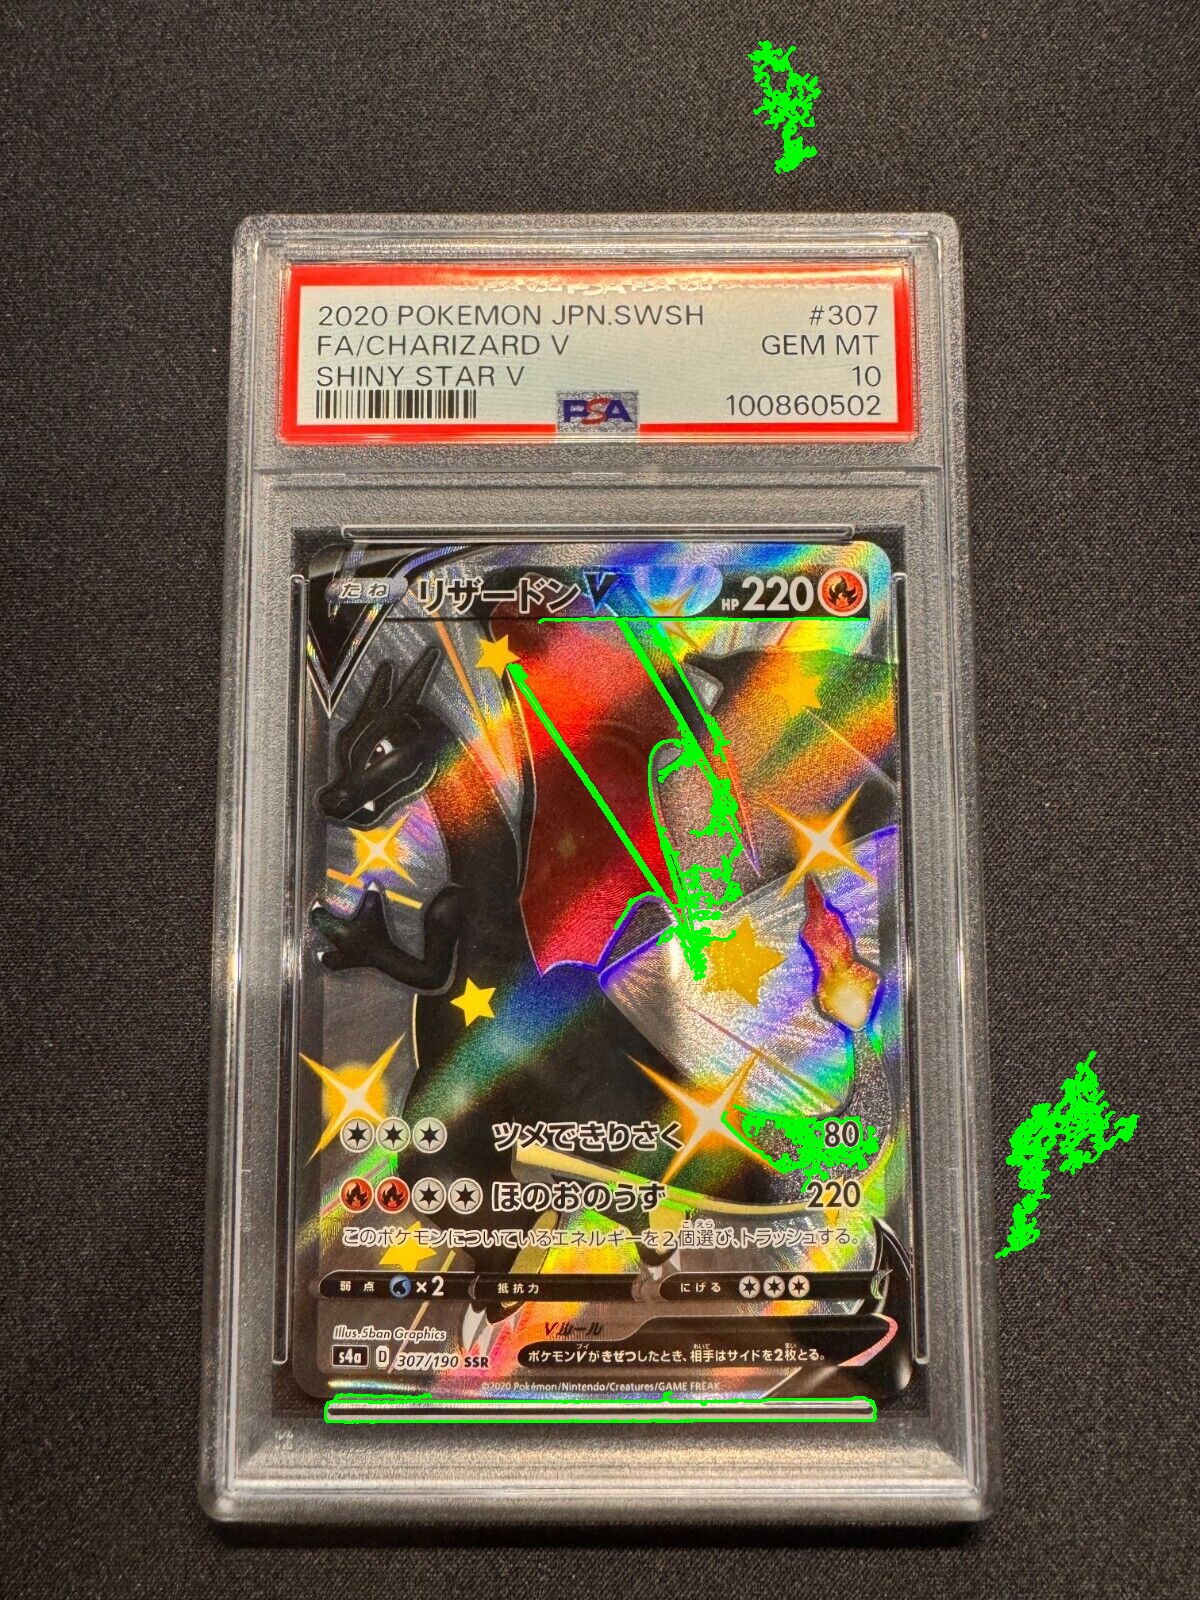 2020 POKEMON JPN.SWSH #307
FA/CHARIZARD V GEM MT
SHINY STAR V 10
PSA 100860502
たね リザードンV HP 220
ツメできりさく 80
ほのおのうず 220
このポケモンについているエネルギーを2個選び、トラッシュする。
弱点 ×2 抵抗力 にげる
Vルール
Illus.5ban Graphics
ポケモンVがきぜつしたとき、相手はサイドを2枚とる。
s4a D 307/190 SSR
©2020 Pokémon/Nintendo/Creatures/GAME FREAK.